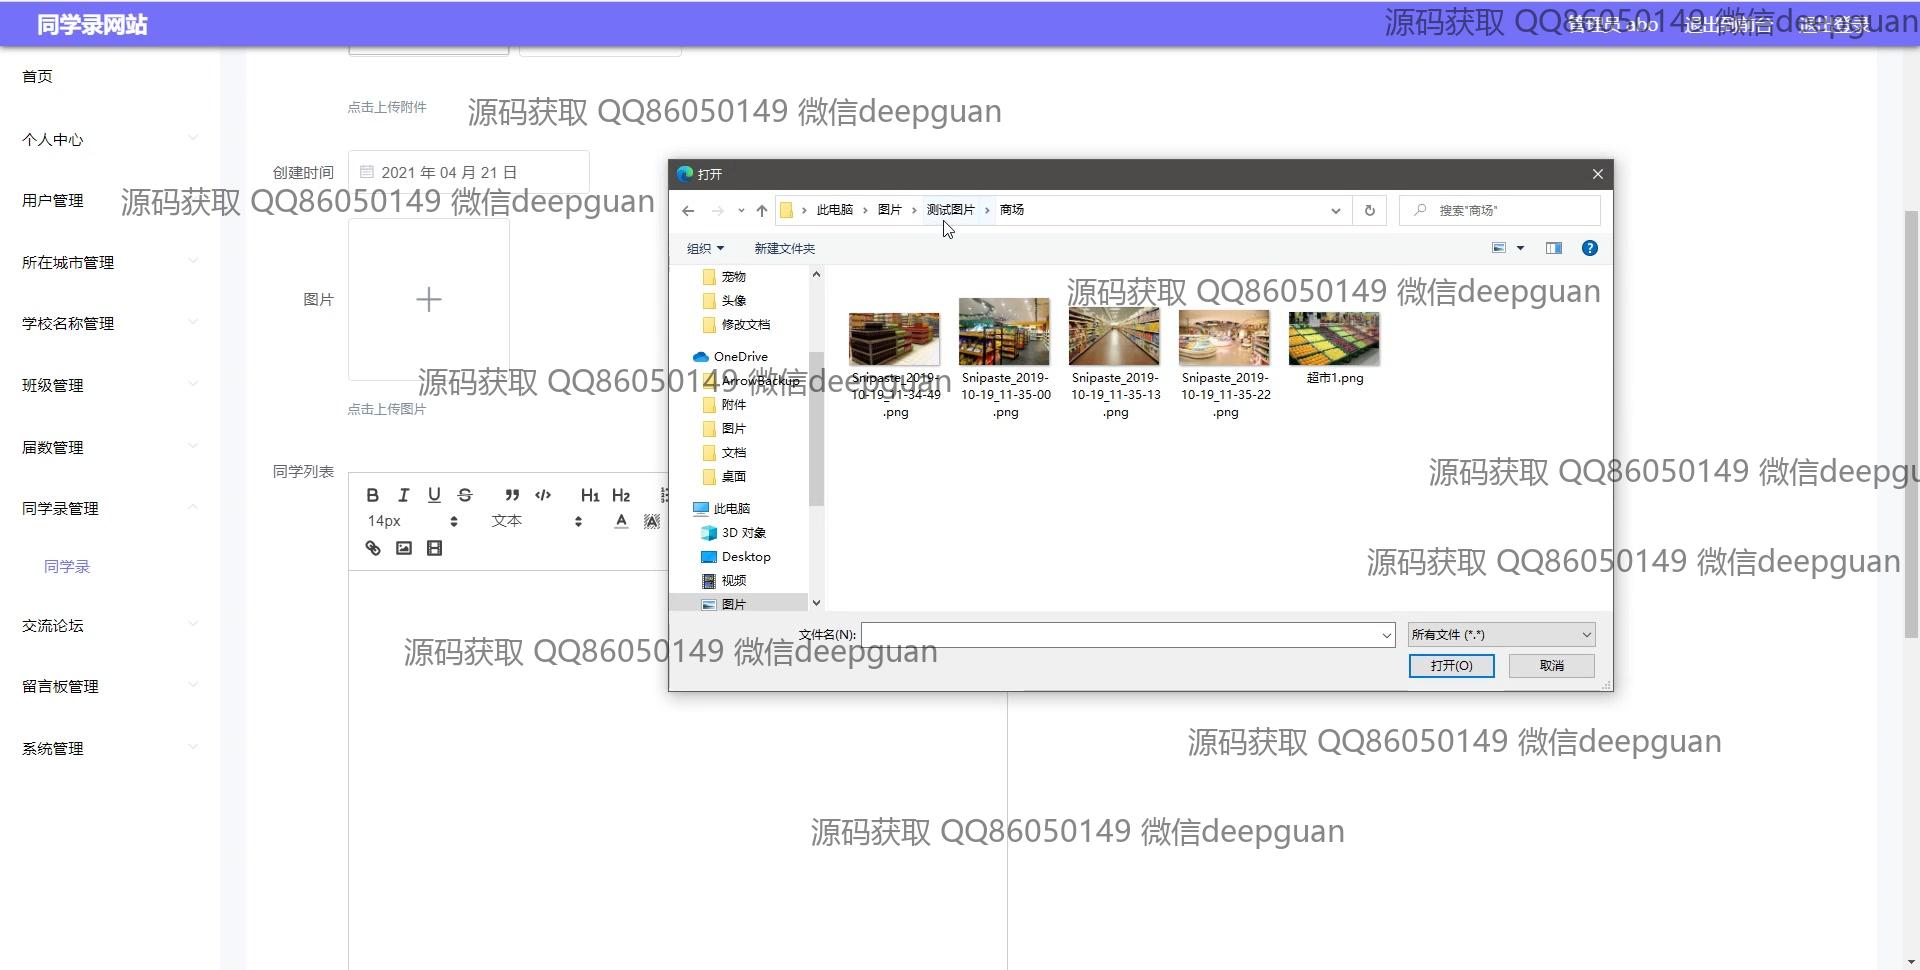 同学录网站
管理员 abo 退出到前台 退出登录
源码获取 QQ86050149 微信deepguan
首页
个人中心
用户管理
所在城市管理
学校名称管理
班级管理
届数管理
同学录管理
同学录
交流论坛
留言板管理
系统管理
点击上传附件
源码获取 QQ86050149 微信deepguan
创建时间
2021 年 04 月 21 日
源码获取 QQ86050149 微信deepguan
图片
点击上传图片
源码获取 QQ86050149 微信deepguan
同学列表
B I U S H1 H2
14px 文本 A A
打开
此电脑 › 图片 › 测试图片 › 商场
搜索"商场"
组织 新建文件夹
宠物
头像
修改文档
OneDrive
ArrowBackup
附件
图片
文档
桌面
此电脑
3D 对象
Desktop
视频
图片
源码获取 QQ86050149 微信deepguan
Snipaste_2019-
10-19_11-34-49
.png
Snipaste_2019-
10-19_11-35-00
.png
Snipaste_2019-
10-19_11-35-13
.png
Snipaste_2019-
10-19_11-35-22
.png
超市1.png
源码获取 QQ86050149 微信deepgu
源码获取 QQ86050149 微信deepguan
文件名(N):
所有文件 (*.*)
打开(O)
取消
源码获取 QQ86050149 微信deepguan
源码获取 QQ86050149 微信deepguan
源码获取 QQ86050149 微信deepguan